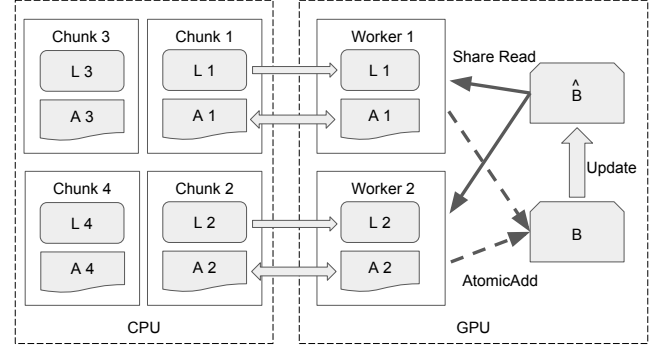 Chunk 3
L 3
A 3
Chunk 1
L 1
A 1
Worker 1
L 1
A 1
Share Read
B̂
Update
Chunk 4
L 4
A 4
Chunk 2
L 2
A 2
Worker 2
L 2
A 2
B
AtomicAdd
CPU
GPU